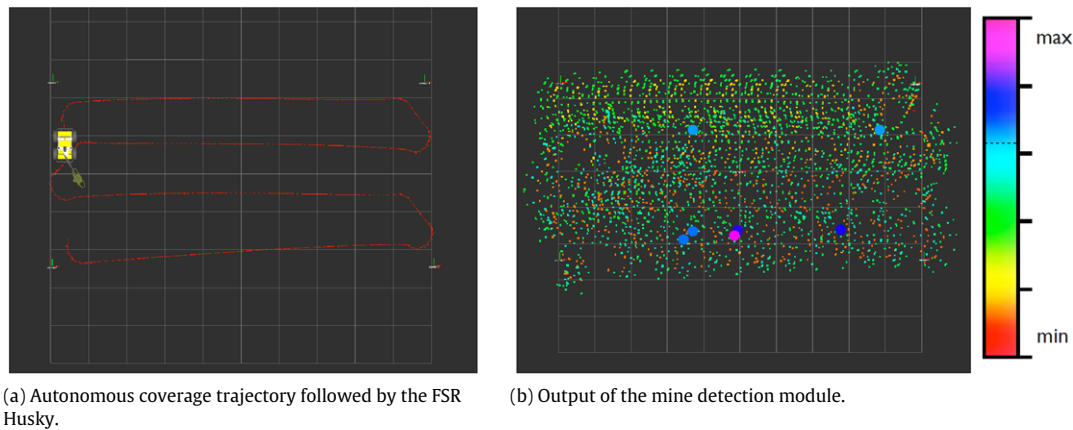 max
min
(a) Autonomous coverage trajectory followed by the FSR
Husky.
(b) Output of the mine detection module.